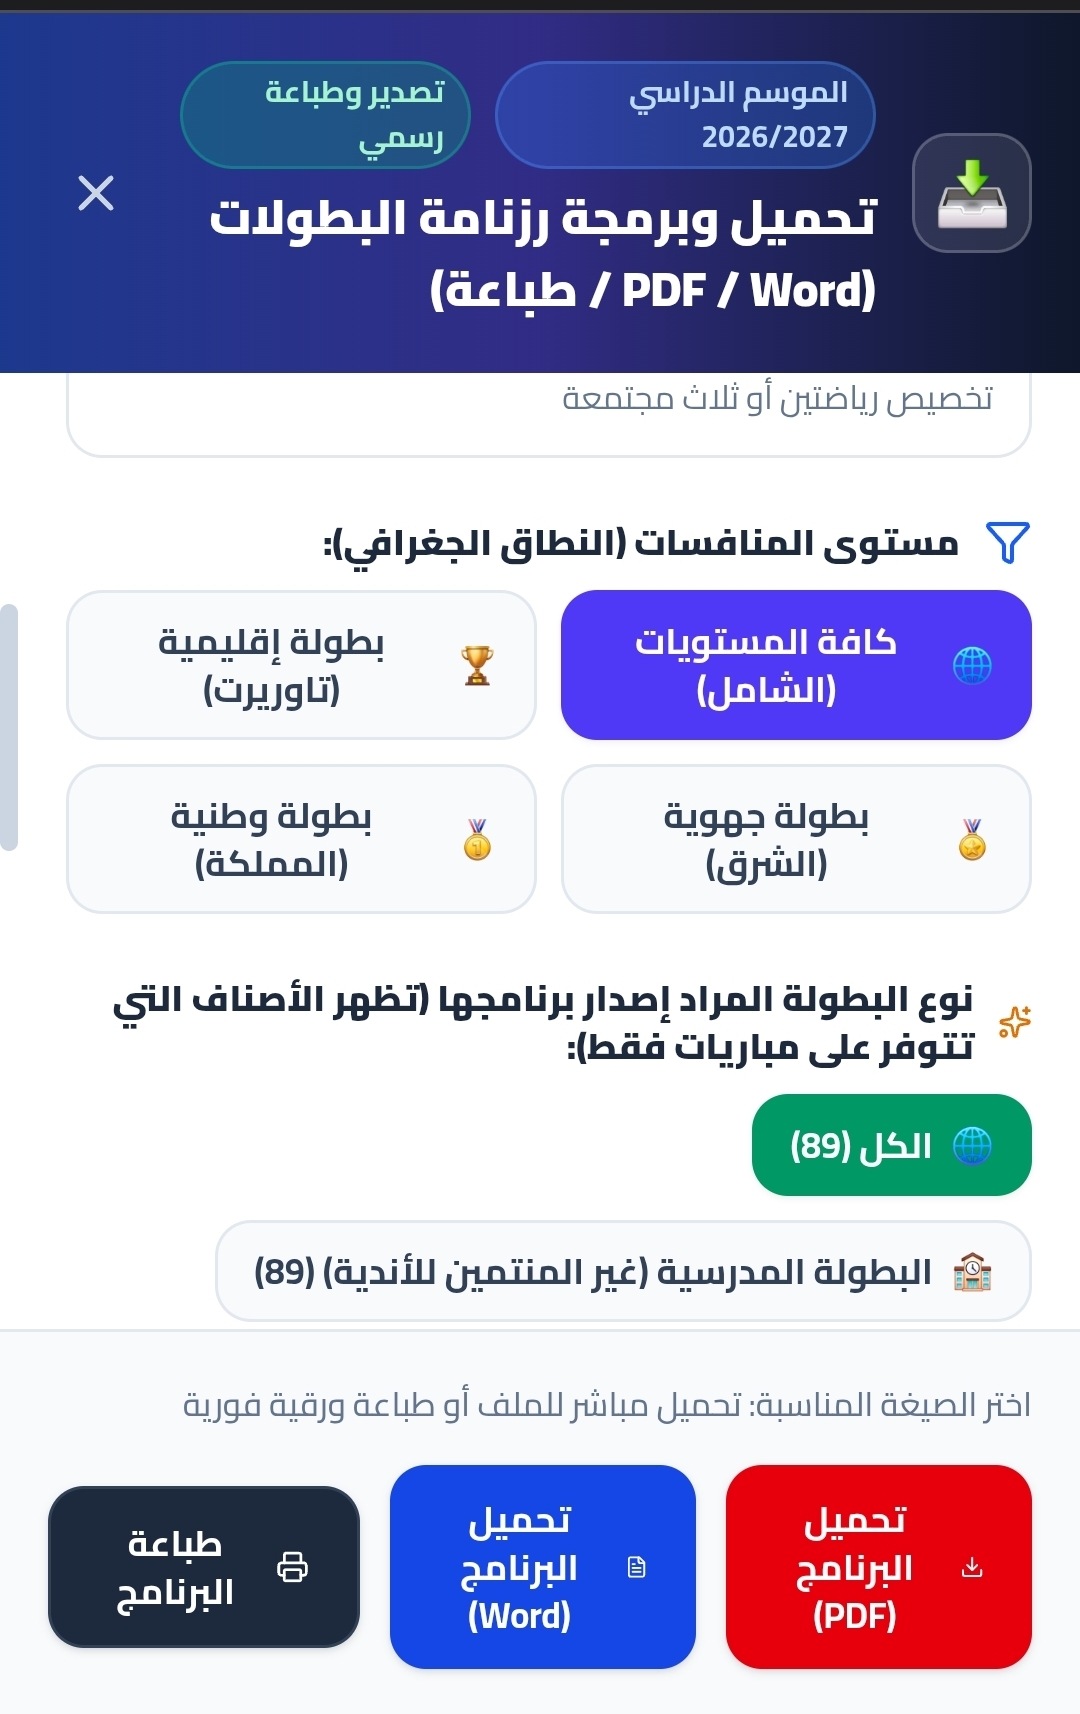 الموسم الدراسي
2026/2027
تصدير وطباعة
رسمي
تحميل وبرمجة رزنامة البطولات
(PDF / Word / طباعة)
تخصيص رياضتين أو ثلاث مجتمعة
مستوى المنافسات (النطاق الجغرافي):
كافة المستويات
(الشامل)
بطولة إقليمية
(تاوريرت)
بطولة جهوية
(الشرق)
بطولة وطنية
(المملكة)
نوع البطولة المراد إصدار برنامجها (تظهر الأصناف التي
تتوفر على مباريات فقط):
الكل (89)
البطولة المدرسية (غير المنتمين للأندية) (89)
اختر الصيغة المناسبة: تحميل مباشر للملف أو طباعة ورقية فورية
تحميل
البرنامج
(PDF)
تحميل
البرنامج
(Word)
طباعة
البرنامج